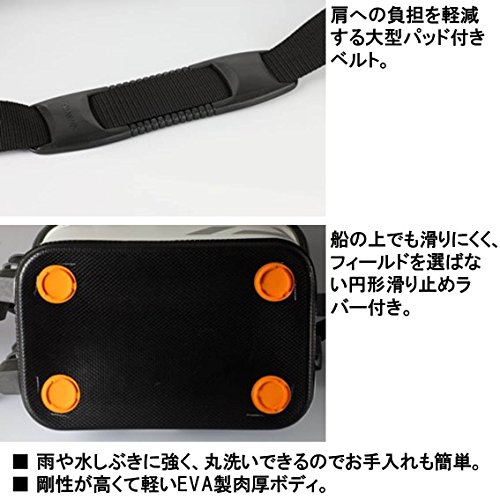 肩への負担を軽減
する大型パッド付き
ベルト。
船の上でも滑りにくく、
フィールドを選ばな
い円形滑り止めラ
バー付き。
■ 雨や水しぶきに強く、丸洗いできるのでお手入れも簡単。
■ 剛性が高くて軽いEVA製肉厚ボディ。